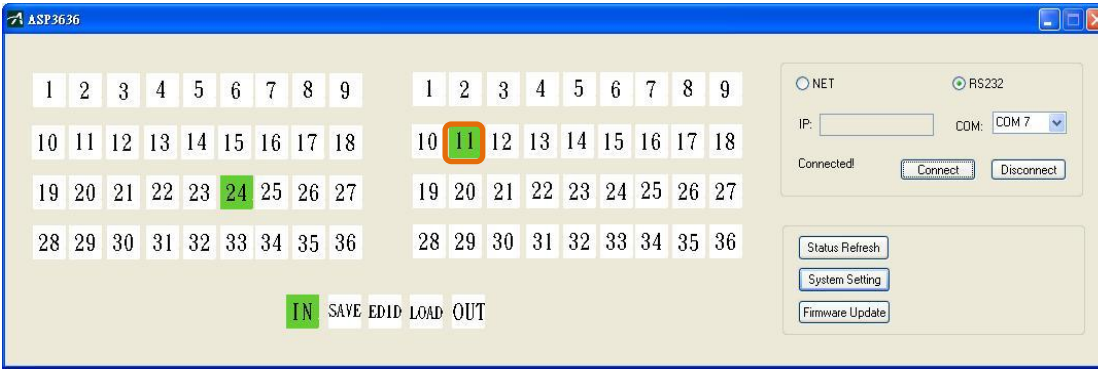 ASP3636
1 2 3 4 5 6 7 8 9
10 11 12 13 14 15 16 17 18
19 20 21 22 23 24 25 26 27
28 29 30 31 32 33 34 35 36
1 2 3 4 5 6 7 8 9
10 11 12 13 14 15 16 17 18
19 20 21 22 23 24 25 26 27
28 29 30 31 32 33 34 35 36
IN SAVE EDID LOAD OUT
NET RS232
IP: COM: COM 7
Connected! Connect Disconnect
Status Refresh
System Setting
Firmware Update